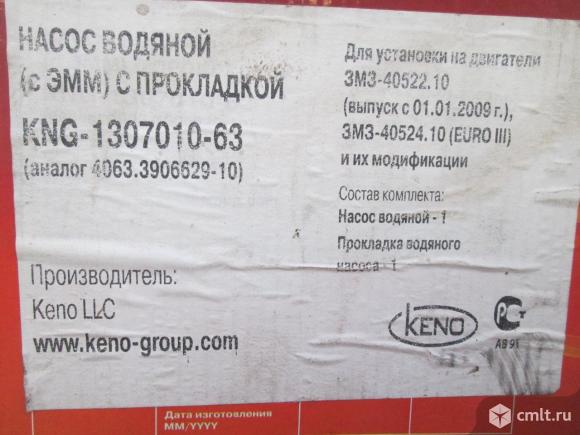 НАСОС ВОДЯНОЙ
(с ЭММ) С ПРОКЛАДКОЙ
KNG-1307010-63
(аналог 4063.3906629-10)
Производитель:
Keno LLC
www.keno-group.com
Для установки на двигатели
ЗМЗ-40522.10
(выпуск с 01.01.2009 г.),
ЗМЗ-40524.10 (EURO III)
и их модификации
Состав комплекта:
Насос водяной - 1
Прокладка водяного
насоса - 1
KENO
РСТ
АВ 91
Дата изготовления
MM/YYYY
cmlt.ru